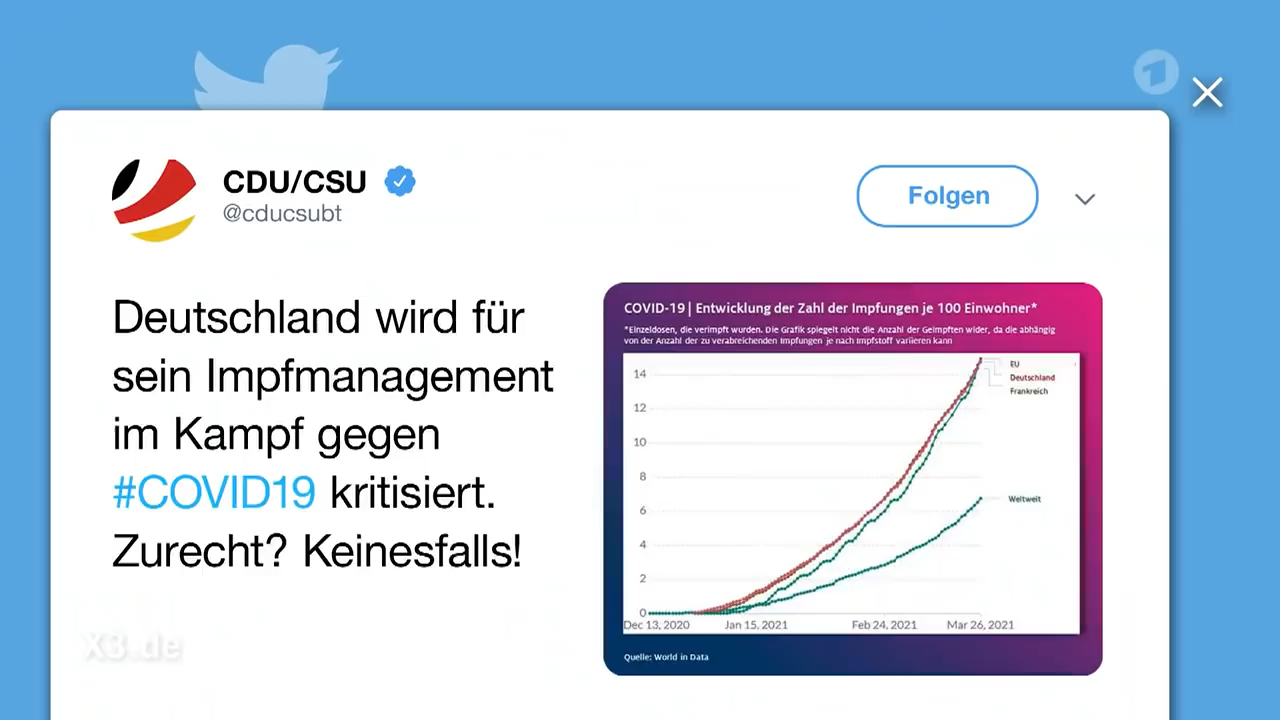 CDU/CSU
@cducsubt
Folgen
Deutschland wird für
sein Impfmanagement
im Kampf gegen
#COVID19 kritisiert.
Zurecht? Keinesfalls!
COVID-19| Entwicklung der Zahl der Impfungen je 100 Einwohner*
*Einzeldosen, die verimpft wurden. Die Grafik spiegelt nicht die Anzahl der Geimpften wider, da die abhängig
von der Anzahl der zu verabreichenden Impfungen je nach Impfstoff variieren kann
14
12
10
8
6
4
2
0
EU
Deutschland
Frankreich
Weltweit
Dec 13, 2020 Jan 15, 2021 Feb 24, 2021 Mar 26, 2021
Quelle: World in Data
X3.de
1